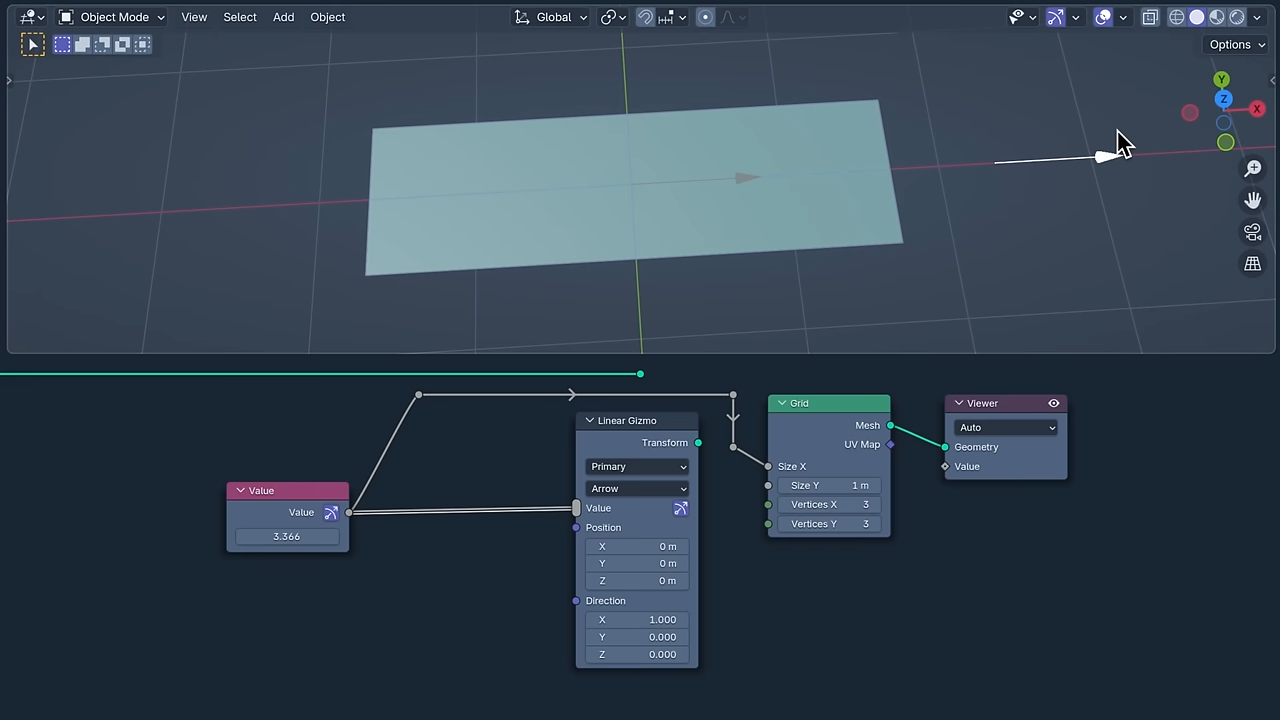 Object Mode View Select Add Object Global
Options
Y
Z
X
Value
Value
3.366
Linear Gizmo
Transform
Primary
Arrow
Value
Position
X 0 m
Y 0 m
Z 0 m
Direction
X 1.000
Y 0.000
Z 0.000
Grid
Mesh
UV Map
Size X
Size Y 1 m
Vertices X 3
Vertices Y 3
Viewer
Auto
Geometry
Value